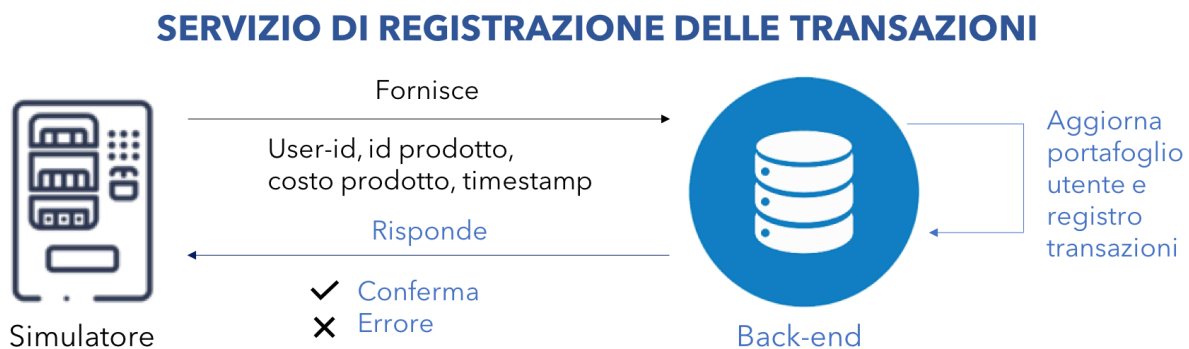 SERVIZIO DI REGISTRAZIONE DELLE TRANSAZIONI
Fornisce
User-id, id prodotto,
costo prodotto, timestamp
Risponde
Conferma
Errore
Simulatore
Back-end
Aggiorna
portafoglio
utente e
registro
transazioni